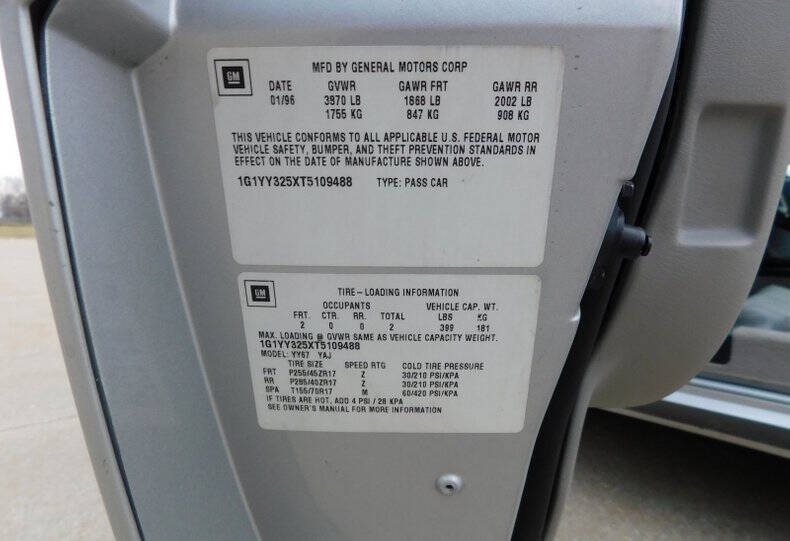 GM
MFD BY GENERAL MOTORS CORP
DATE GVWR GAWR FRT GAWR RR
01/96 3870 LB 1868 LB 2002 LB
1755 KG 847 KG 908 KG
THIS VEHICLE CONFORMS TO ALL APPLICABLE U.S. FEDERAL MOTOR
VEHICLE SAFETY, BUMPER, AND THEFT PREVENTION STANDARDS IN
EFFECT ON THE DATE OF MANUFACTURE SHOWN ABOVE.
1G1YY325XT5109488 TYPE: PASS CAR
GM
TIRE-LOADING INFORMATION
OCCUPANTS VEHICLE CAP. WT.
FRT. CTR. RR. TOTAL LBS KG
2 0 0 2 399 181
MAX. LOADING @ GVWR SAME AS VEHICLE CAPACITY WEIGHT.
1G1YY325XT5109488
MODEL: YY67 YAJ
TIRE SIZE SPEED RTG COLD TIRE PRESSURE
FRT P255/45ZR17 Z 30/210 PSI/KPA
RR P285/40ZR17 Z 30/210 PSI/KPA
SPA T155/70R17 M 60/420 PSI/KPA
IF TIRES ARE HOT, ADD 4 PSI / 28 KPA
SEE OWNER'S MANUAL FOR MORE INFORMATION